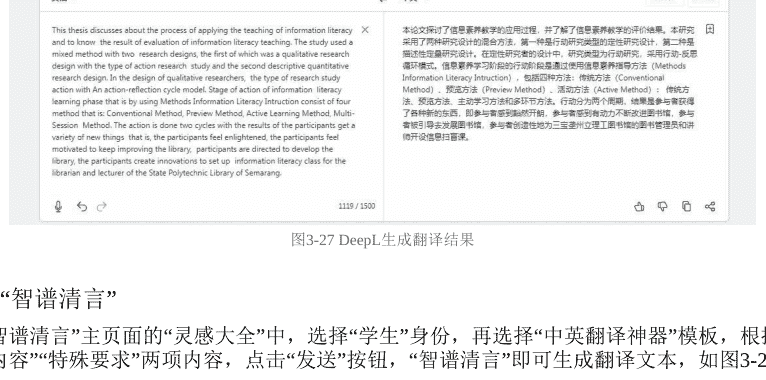 This thesis discusses about the process of applying the teaching of information literacy
and to know the result of evaluation of information literacy teaching. The study used a
mixed method with two research designs, the first of which was a qualitative research
design with the type of action research study and the second descriptive quantitative
research design. In the design of qualitative researchers, the type of research study
action with An action-reflection cycle model. Stage of action of information literacy
learning phase that is by using Methods Information Literacy Intruction consist of four
method that is: Conventional Method, Preview Method, Active Learning Method, Multi-
Session Method. The action is done two cycles with the results of the participants get a
variety of new things that is, the participants feel enlightened, the participants feel
motivated to keep improving the library, participants are directed to develop the
library, the participants create innovations to set up information literacy class for the
librarian and lecturer of the State Polytechnic Library of Semarang.
1119 / 1500
本论文探讨了信息素养教学的应用过程，并了解了信息素养教学的评价结果。本研究
采用了两种研究设计的混合方法，第一种是行动研究类型的定性研究设计，第二种是
描述性定量研究设计。在定性研究者的设计中，研究类型为行动研究，采用行动-反思
循环模式。信息素养学习阶段的行动阶段是通过使用信息素养指导方法（Methods
Information Literacy Intruction），包括四种方法：传统方法（Conventional
Method）、预览方法（Preview Method）、活动方法（Active Method）：传统方
法、预览方法、主动学习方法和多环节方法。行动分为两个周期，结果是参与者获得
了各种新的东西，即参与者感到豁然开朗，参与者感到有动力不断改进图书馆，参与
者被引导去发展图书馆，参与者创造性地为三宝垄州立理工图书馆的图书管理员和讲
师开设信息扫盲课。
图3-27 DeepL生成翻译结果
“智谱清言”
智谱清言”主页面的“灵感大全”中，选择“学生”身份，再选择“中英翻译神器”模板，根据
内容”“特殊要求”两项内容，点击“发送”按钮，“智谱清言”即可生成翻译文本，如图3-2